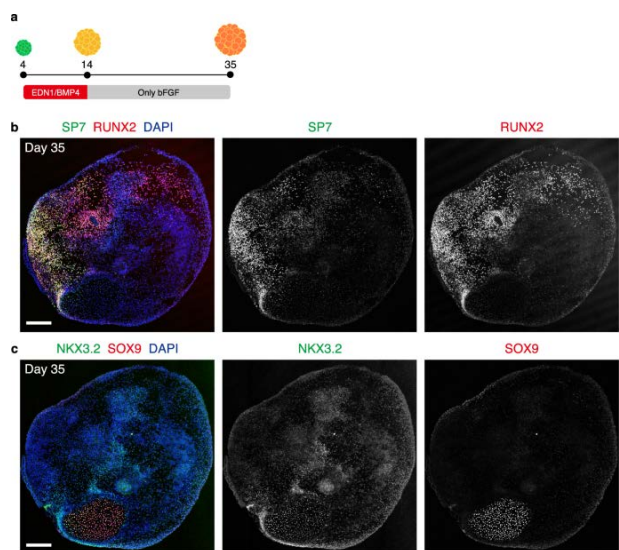 a
4 14 35
EDN1/BMP4 Only bFGF
b SP7 RUNX2 DAPI SP7 RUNX2
Day 35
c NKX3.2 SOX9 DAPI NKX3.2 SOX9
Day 35